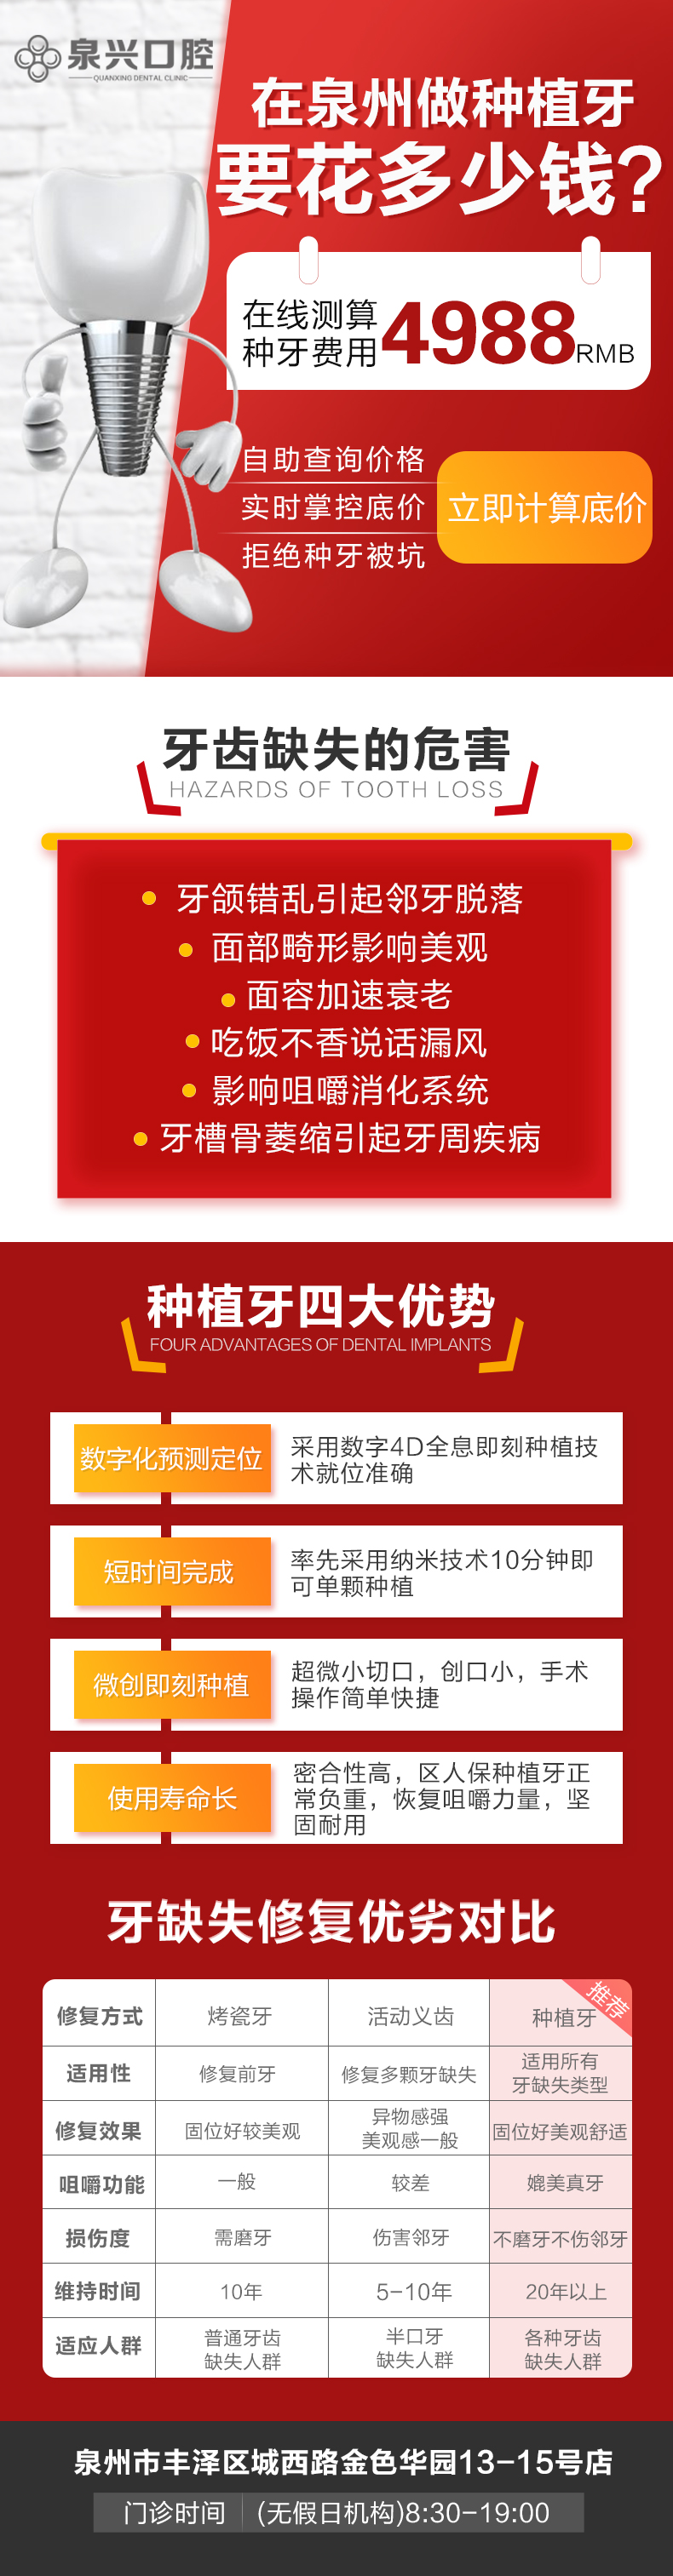 泉兴口腔
QUANXING DENTAL CLINIC
在泉州做种植牙
要花多少钱?
在线测算
种牙费用
4988RMB
自助查询价格
实时掌控底价
拒绝种牙被坑
立即计算底价
牙齿缺失的危害
HAZARDS OF TOOTH LOSS
牙颌错乱引起邻牙脱落
面部畸形影响美观
面容加速衰老
吃饭不香说话漏风
影响咀嚼消化系统
牙槽骨萎缩引起牙周疾病
种植牙四大优势
FOUR ADVANTAGES OF DENTAL IMPLANTS
数字化预测定位
采用数字4D全息即刻种植技
术就位准确
短时间完成
率先采用纳米技术10分钟即
可单颗种植
微创即刻种植
超微小切口，创口小，手术
操作简单快捷
使用寿命长
密合性高，区人保种植牙正
常负重，恢复咀嚼力量，坚
固耐用
牙缺失修复优劣对比
推荐
修复方式 烤瓷牙 活动义齿 种植牙
适用性 修复前牙 修复多颗牙缺失 适用所有
牙缺失类型
修复效果 固位好较美观 异物感强
美观感一般 固位好美观舒适
咀嚼功能 一般 较差 媲美真牙
损伤度 需磨牙 伤害邻牙 不磨牙不伤邻牙
维持时间 10年 5-10年 20年以上
适应人群 普通牙齿
缺失人群 半口牙
缺失人群 各种牙齿
缺失人群
泉州市丰泽区城西路金色华园13-15号店
门诊时间 (无假日机构)8:30-19:00